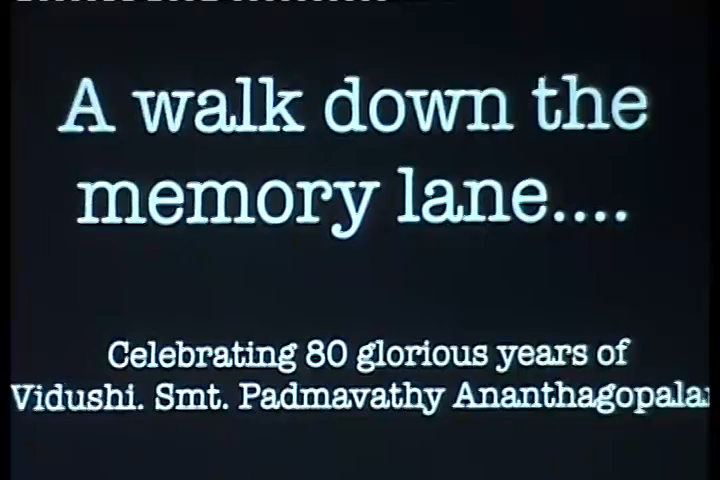 A walk down the
memory lane....
Celebrating 80 glorious years of
Vidushi. Smt. Padmavathy Ananthagopala